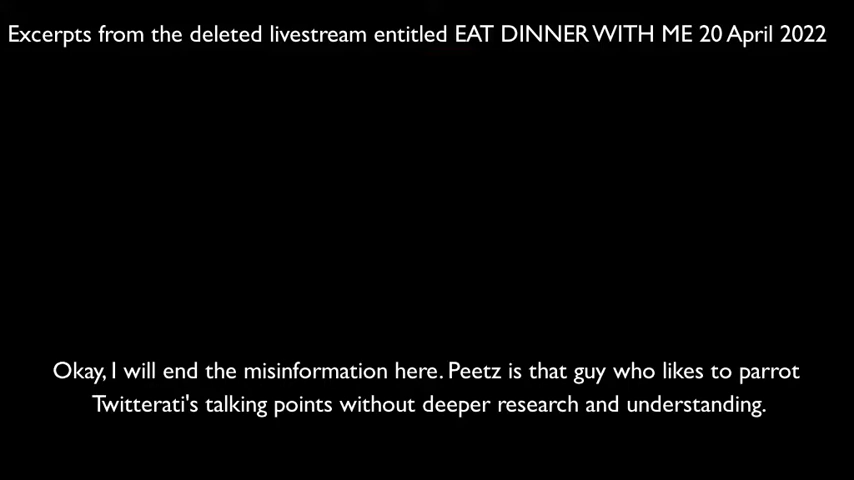 Excerpts from the deleted livestream entitled EAT DINNER WITH ME 20 April 2022
Okay, I will end the misinformation here. Peetz is that guy who likes to parrot
Twitterati's talking points without deeper research and understanding.